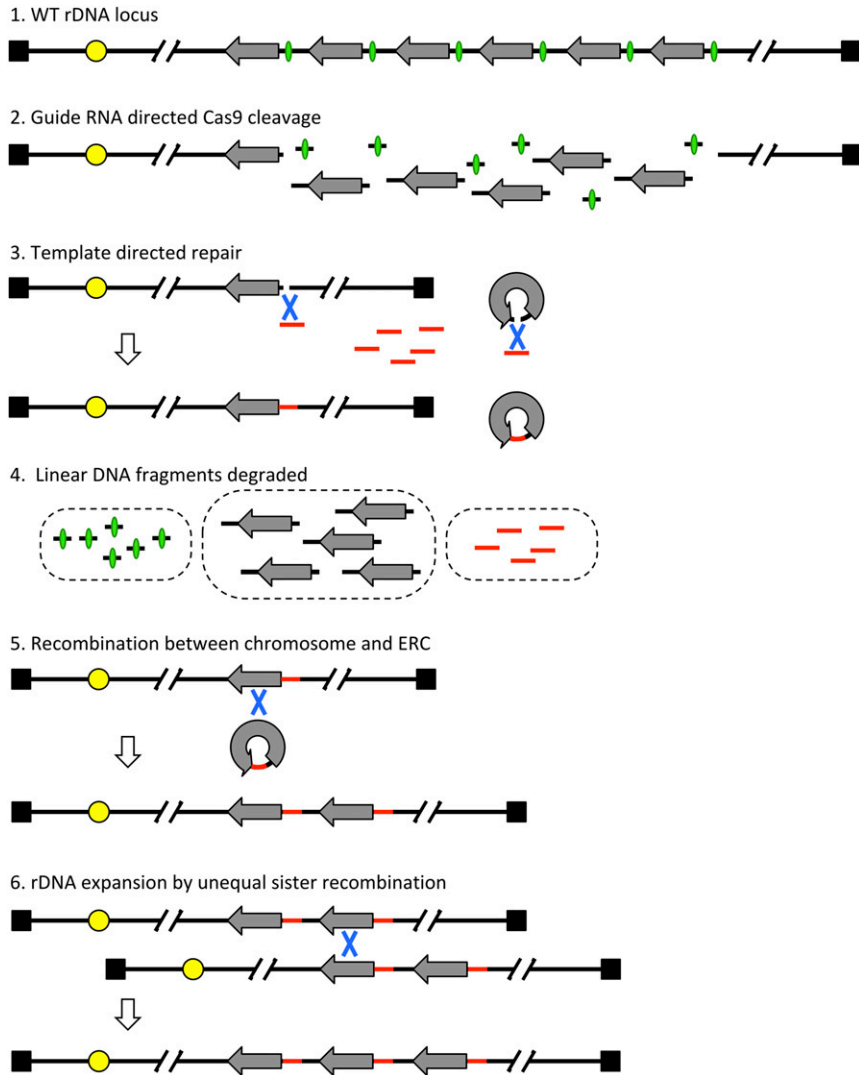 1. WT rDNA locus
2. Guide RNA directed Cas9 cleavage
3. Template directed repair
4. Linear DNA fragments degraded
5. Recombination between chromosome and ERC
6. rDNA expansion by unequal sister recombination